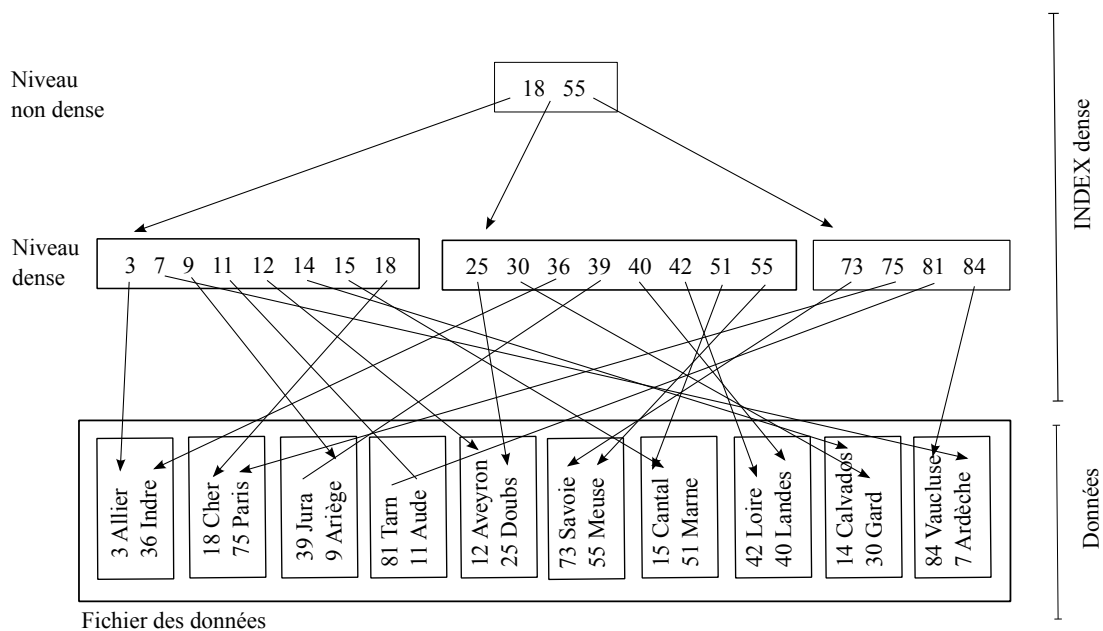 Niveau
non dense
18 55
INDEX dense
Niveau
dense
3 7 9 11 12 14 15 18
25 30 36 39 40 42 51 55
73 75 81 84
3 Allier
36 Indre
18 Cher
75 Paris
39 Jura
9 Ariège
81 Tarn
11 Aude
12 Aveyron
25 Doubs
73 Savoie
55 Meuse
15 Cantal
51 Marne
42 Loire
40 Landes
14 Calvados
30 Gard
84 Vaucluse
7 Ardèche
Données
Fichier des données